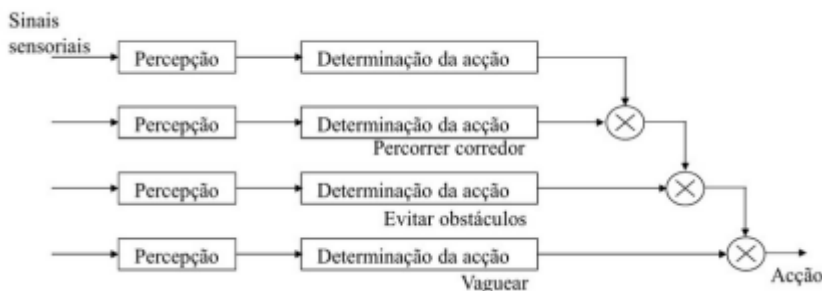 Sinais
sensoriais
Percepção Determinação da acção
Percepção Determinação da acção
Percorrer corredor
Percepção Determinação da acção
Evitar obstáculos
Percepção Determinação da acção
Vaguear
Acção